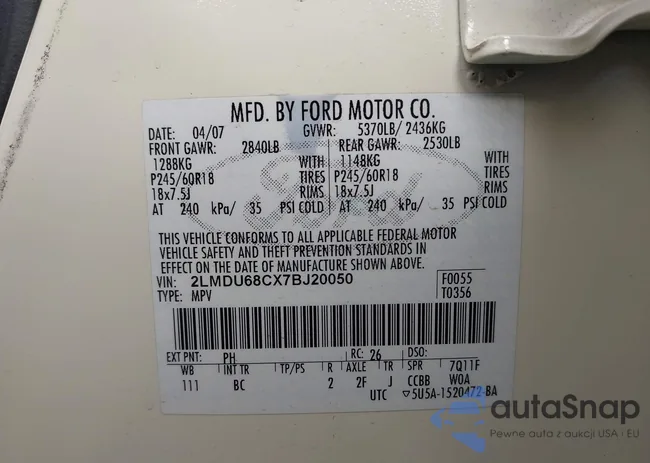 MFD. BY FORD MOTOR CO.
DATE: 04/07 GVWR: 5370LB/ 2436KG
FRONT GAWR: 2840LB REAR GAWR: 2530LB
1288KG WITH 1148KG WITH
P245/60R18 TIRES P245/60R18 TIRES
18x7.5J RIMS 18x7.5J RIMS
AT 240 kPa/ 35 PSI COLD AT 240 kPa/ 35 PSI COLD
Ford
THIS VEHICLE CONFORMS TO ALL APPLICABLE FEDERAL MOTOR
VEHICLE SAFETY AND THEFT PREVENTION STANDARDS IN
EFFECT ON THE DATE OF MANUFACTURE SHOWN ABOVE.
VIN: 2LMDU68CX7BJ20050 F0055
TYPE: MPV T0356
EXT PNT: PH RC: 26 DSO:
WB INT TR TP/PS R AXLE TR SPR 7Q11F
111 BC 2 2F J CCBB WOA
UTC ▽5U5A-1520472-BA
autaSnap
Pewne auta z aukcji USA i EU